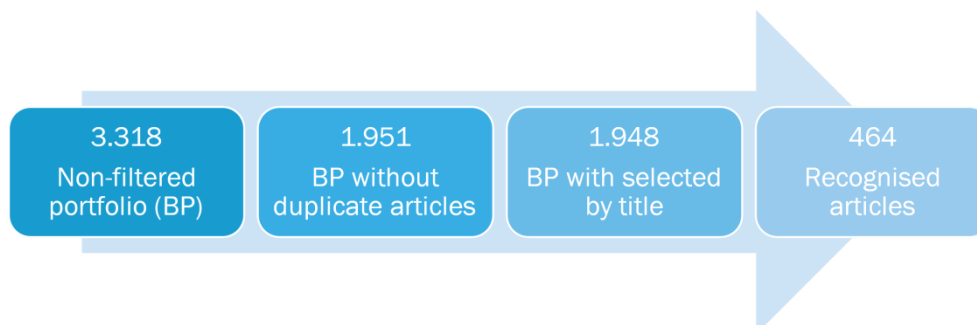 3.318
Non-filtered
portfolio (BP)
1.951
BP without
duplicate articles
1.948
BP with selected
by title
464
Recognised
articles